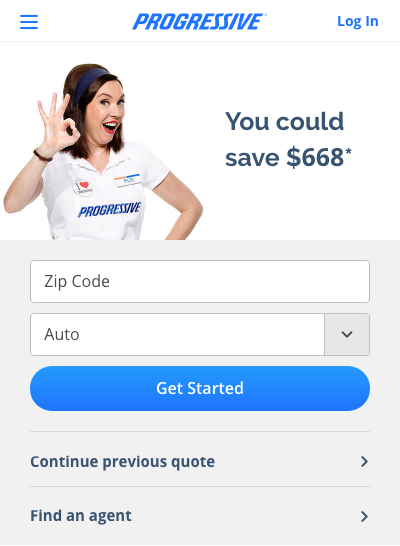 PROGRESSIVE
Log In
You could
save $668*
I ❤
FLO
PROGRESSIVE
Zip Code
Auto
Get Started
Continue previous quote
Find an agent